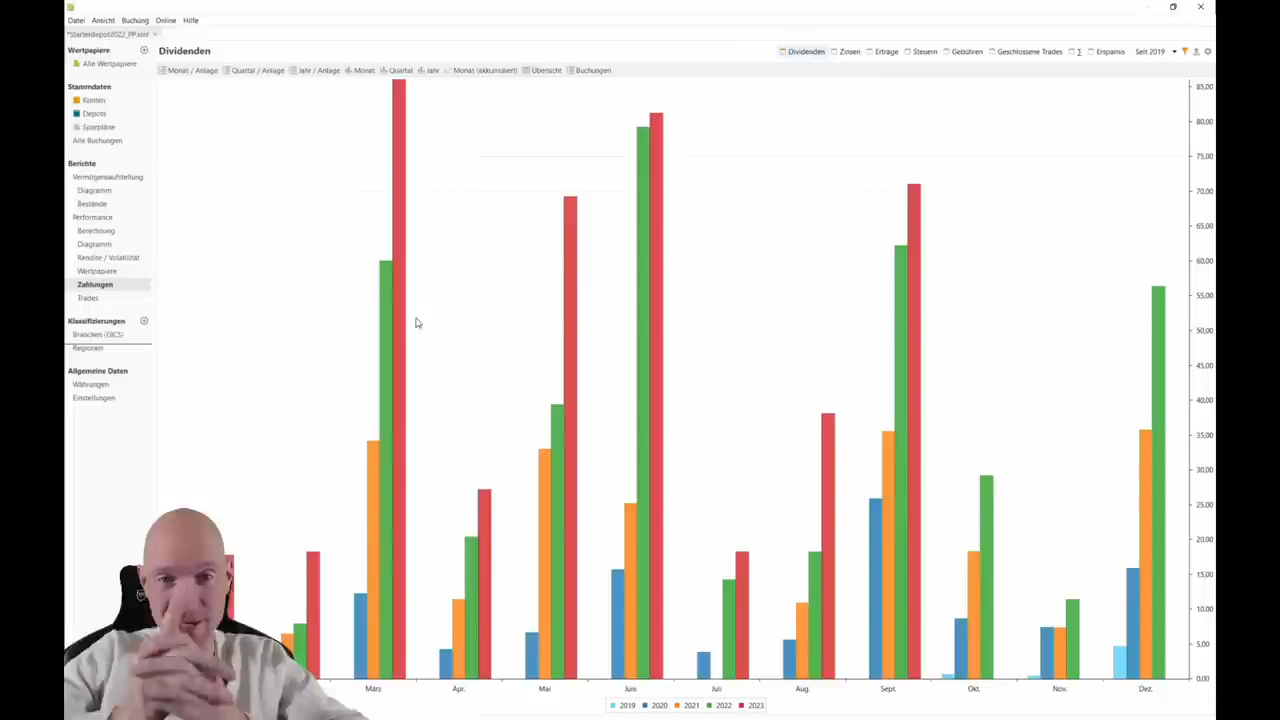 Datei Ansicht Buchung Online Hilfe
*Starterdepot2022_PP.xml
Wertpapiere
Alle Wertpapiere
Stammdaten
Konten
Depots
Sparpläne
Alle Buchungen
Berichte
Vermögensaufstellung
Diagramm
Bestände
Performance
Berechnung
Diagramm
Rendite / Volatilität
Wertpapiere
Zahlungen
Trades
Klassifizierungen
Branchen (GICS)
Regionen
Allgemeine Daten
Währungen
Einstellungen
Dividenden
Dividenden Zinsen Erträge Steuern Gebühren Geschlossene Trades Σ Ersparnis Seit 2019
Monat / Anlage Quartal / Anlage Jahr / Anlage Monat Quartal Jahr Monat (akkumuliert) Übersicht Buchungen
85,00
80,00
75,00
70,00
65,00
60,00
55,00
50,00
45,00
40,00
35,00
30,00
25,00
20,00
15,00
10,00
5,00
0,00
März Apr. Mai Juni Juli Aug. Sept. Okt. Nov. Dez.
2019 2020 2021 2022 2023